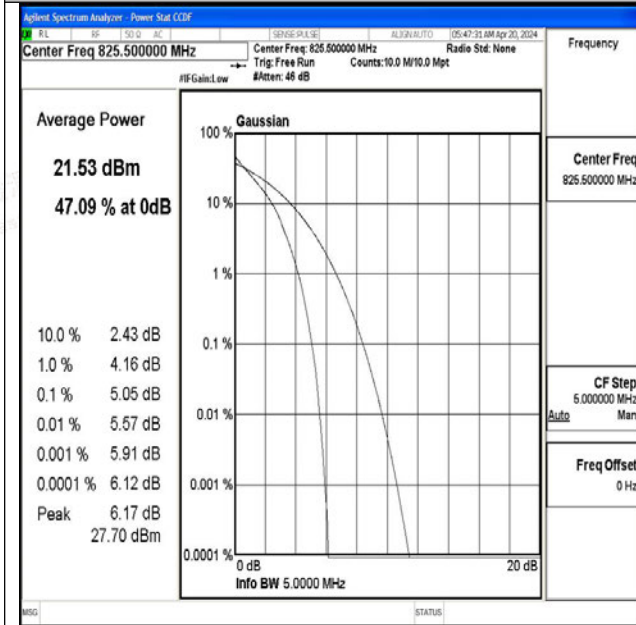 Agilent Spectrum Analyzer - Power Stat CCDF
RL RF 50 Ω AC SENSE:PULSE ALIGNAUTO 05:47:31 AM Apr 20, 2024
Center Freq 825.500000 MHz
Center Freq: 825.500000 MHz Radio Std: None
Trig: Free Run Counts:10.0 M/10.0 Mpt
#IFGain:Low #Atten: 46 dB
Frequency
Average Power
21.53 dBm
47.09 % at 0dB
10.0 % 2.43 dB
1.0 % 4.16 dB
0.1 % 5.05 dB
0.01 % 5.57 dB
0.001 % 5.91 dB
0.0001 % 6.12 dB
Peak 6.17 dB
27.70 dBm
Gaussian
100 %
10 %
1 %
0.1 %
0.01 %
0.001 %
0.0001 %
0 dB 20 dB
Info BW 5.0000 MHz
Center Freq
825.500000 MHz
CF Step
5.000000 MHz
Auto Man
Freq Offset
0 Hz
MSG STATUS